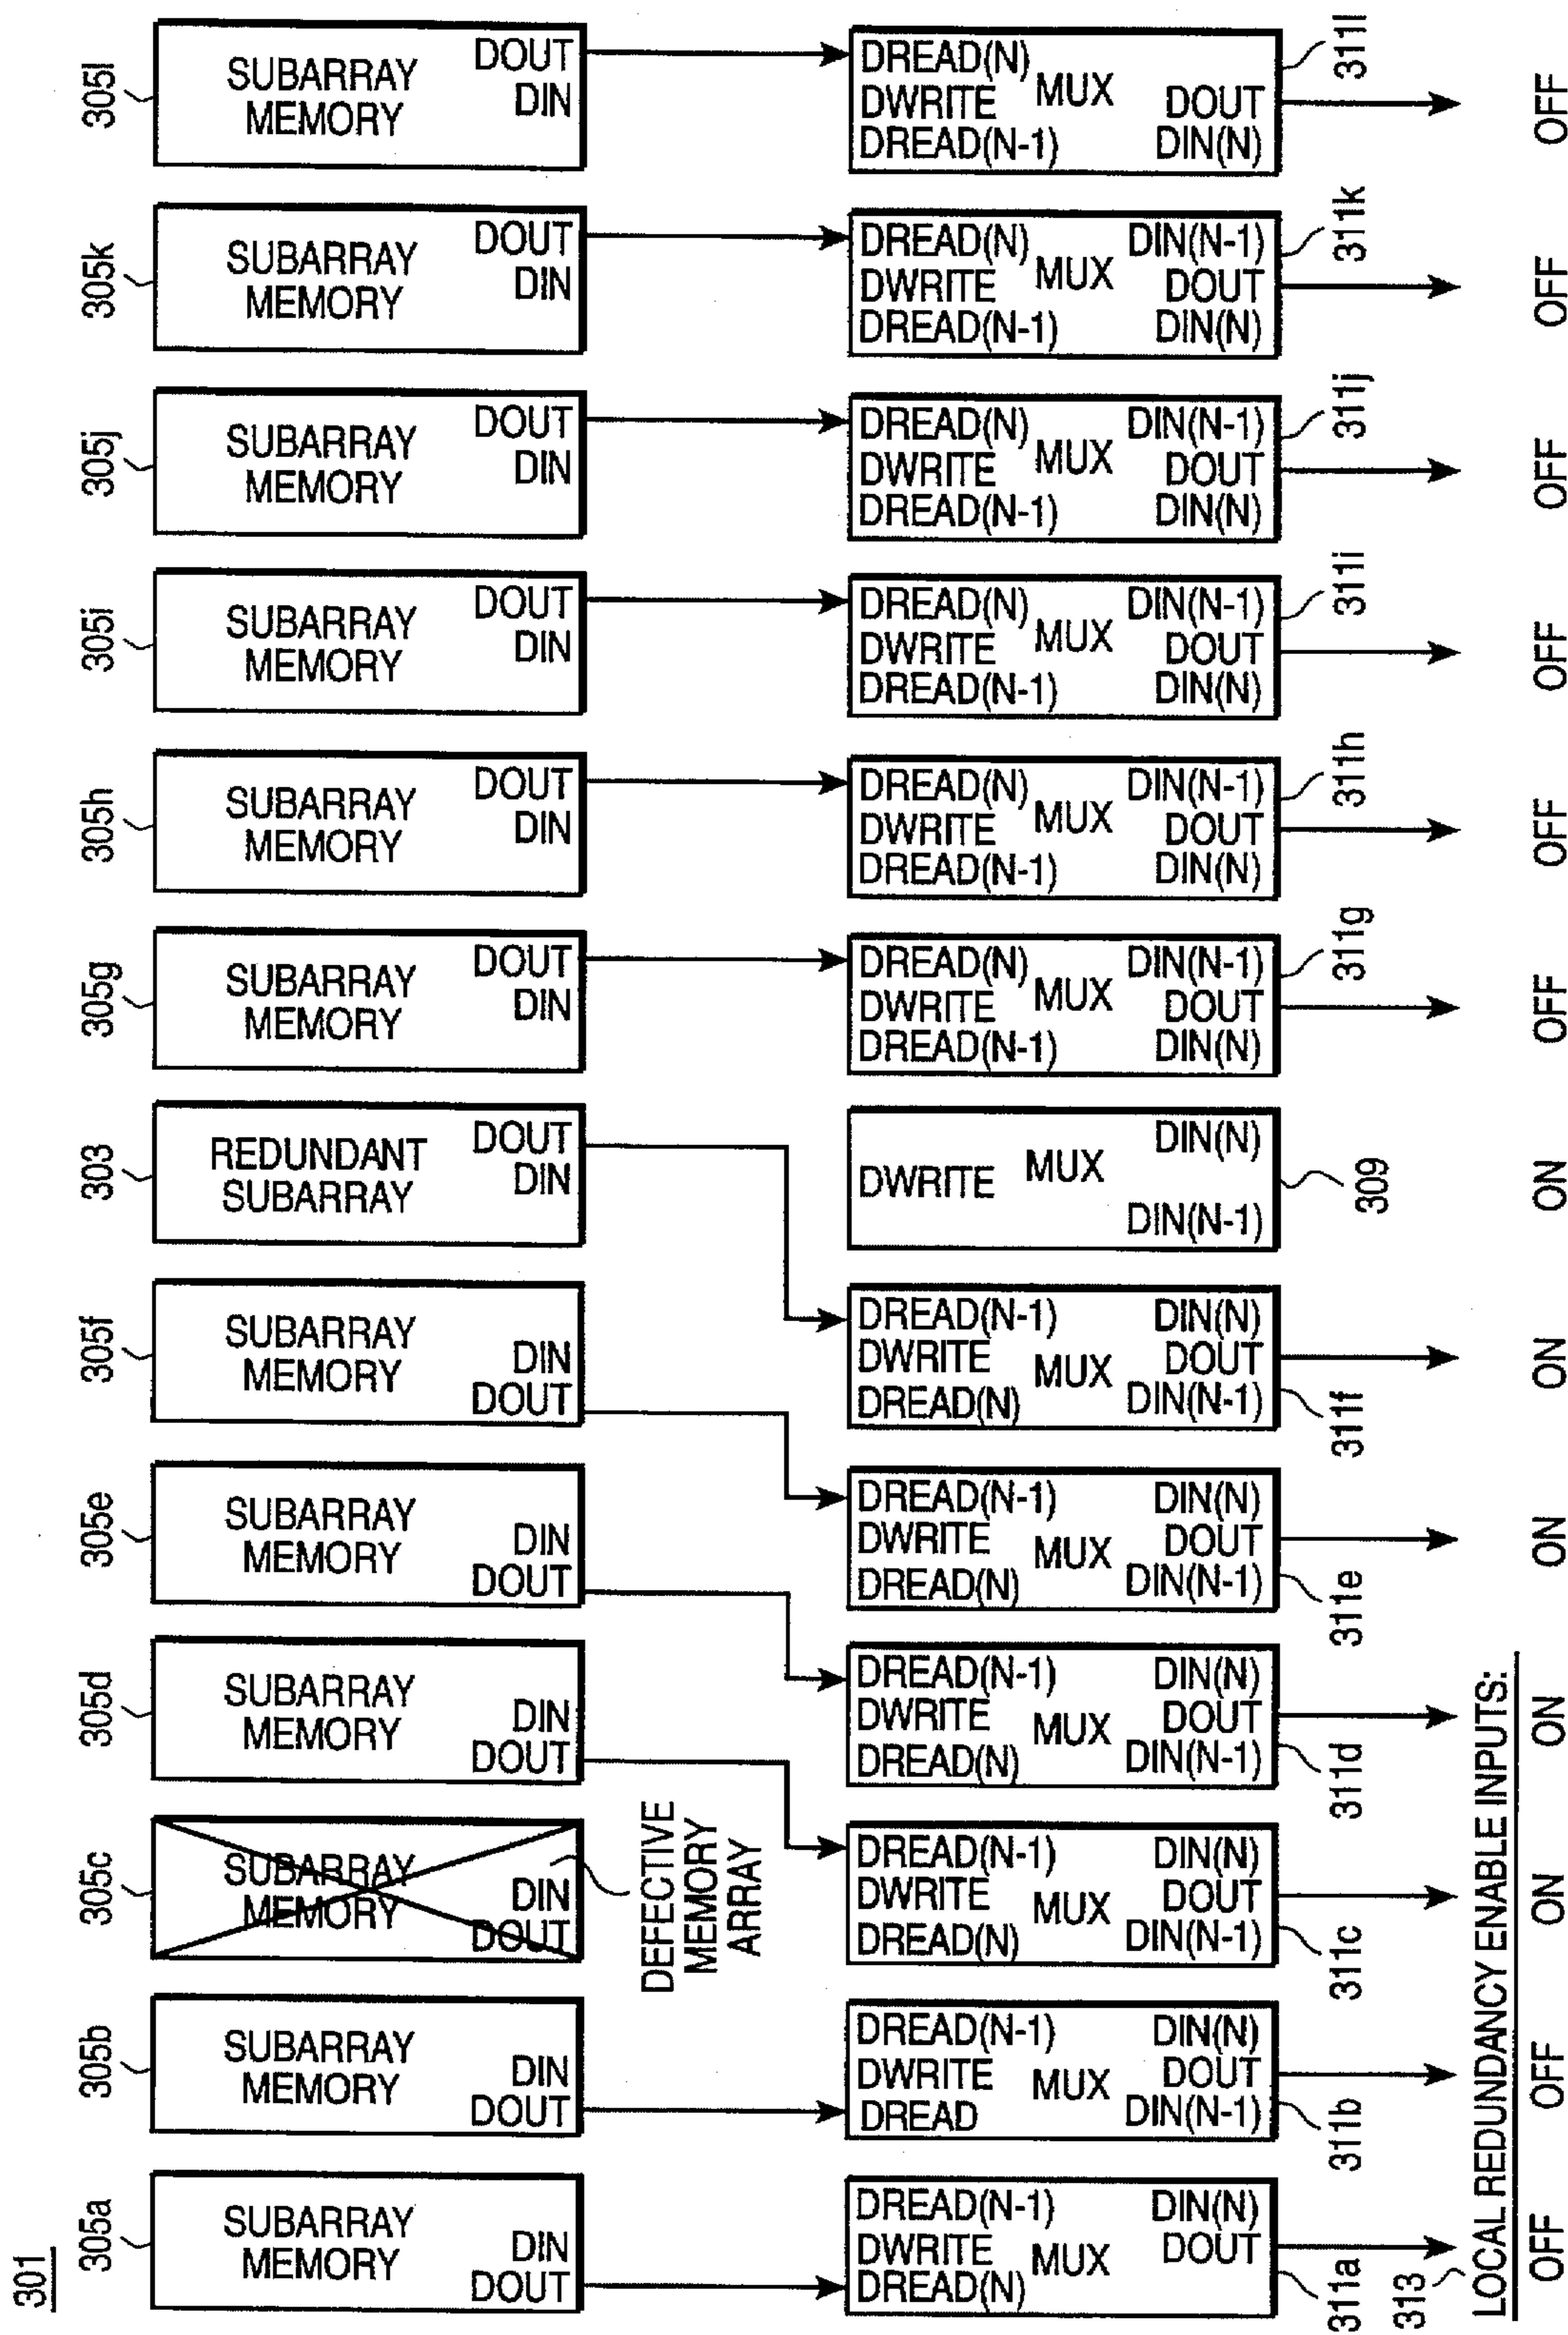 301
305a
SUBARRAY
MEMORY
DIN
DOUT
305b
SUBARRAY
MEMORY
DIN
DOUT
305c
SUBARRAY
MEMORY
DIN
DOUT
305d
SUBARRAY
MEMORY
DIN
DOUT
305e
SUBARRAY
MEMORY
DIN
DOUT
305f
SUBARRAY
MEMORY
DIN
DOUT
303
REDUNDANT
SUBARRAY
DOUT
DIN
305g
SUBARRAY
MEMORY
DOUT
DIN
305h
SUBARRAY
MEMORY
DOUT
DIN
305i
SUBARRAY
MEMORY
DOUT
DIN
305j
SUBARRAY
MEMORY
DOUT
DIN
305k
SUBARRAY
MEMORY
DOUT
DIN
305l
SUBARRAY
MEMORY
DOUT
DIN
DEFECTIVE
MEMORY
ARRAY
DREAD(N-1)
DWRITE
DREAD(N)
MUX
DIN(N)
DOUT
311a
DREAD(N-1)
DWRITE
DREAD
MUX
DIN(N)
DOUT
DIN(N-1)
311b
DREAD(N-1)
DWRITE
DREAD(N)
MUX
DIN(N)
DOUT
DIN(N-1)
311c
DREAD(N-1)
DWRITE
DREAD(N)
MUX
DIN(N)
DOUT
DIN(N-1)
311d
DREAD(N-1)
DWRITE
DREAD(N)
MUX
DIN(N)
DOUT
DIN(N-1)
311e
DREAD(N-1)
DWRITE
DREAD(N)
MUX
DIN(N)
DOUT
DIN(N-1)
311f
DWRITE
MUX
DIN(N)
DIN(N-1)
309
DREAD(N)
DWRITE
DREAD(N-1)
MUX
DIN(N-1)
DOUT
DIN(N)
311g
DREAD(N)
DWRITE
DREAD(N-1)
MUX
DIN(N-1)
DOUT
DIN(N)
311h
DREAD(N)
DWRITE
DREAD(N-1)
MUX
DIN(N-1)
DOUT
DIN(N)
311i
DREAD(N)
DWRITE
DREAD(N-1)
MUX
DIN(N-1)
DOUT
DIN(N)
311j
DREAD(N)
DWRITE
DREAD(N-1)
MUX
DIN(N-1)
DOUT
DIN(N)
311k
DREAD(N)
DWRITE
DREAD(N-1)
MUX
DOUT
DIN(N)
311l
313
LOCAL REDUNDANCY ENABLE INPUTS:
OFF OFF ON ON ON ON ON OFF OFF OFF OFF OFF OFF